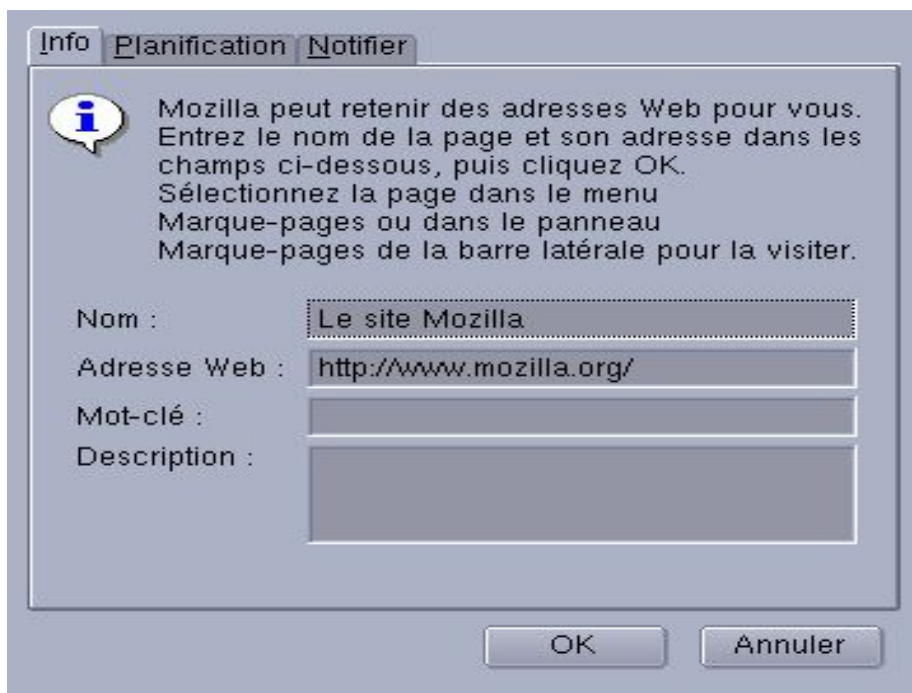 Info Planification Notifier
Mozilla peut retenir des adresses Web pour vous.
Entrez le nom de la page et son adresse dans les
champs ci-dessous, puis cliquez OK.
Sélectionnez la page dans le menu
Marque-pages ou dans le panneau
Marque-pages de la barre latérale pour la visiter.
Nom : Le site Mozilla
Adresse Web : http://www.mozilla.org/
Mot-clé :
Description :
OK Annuler